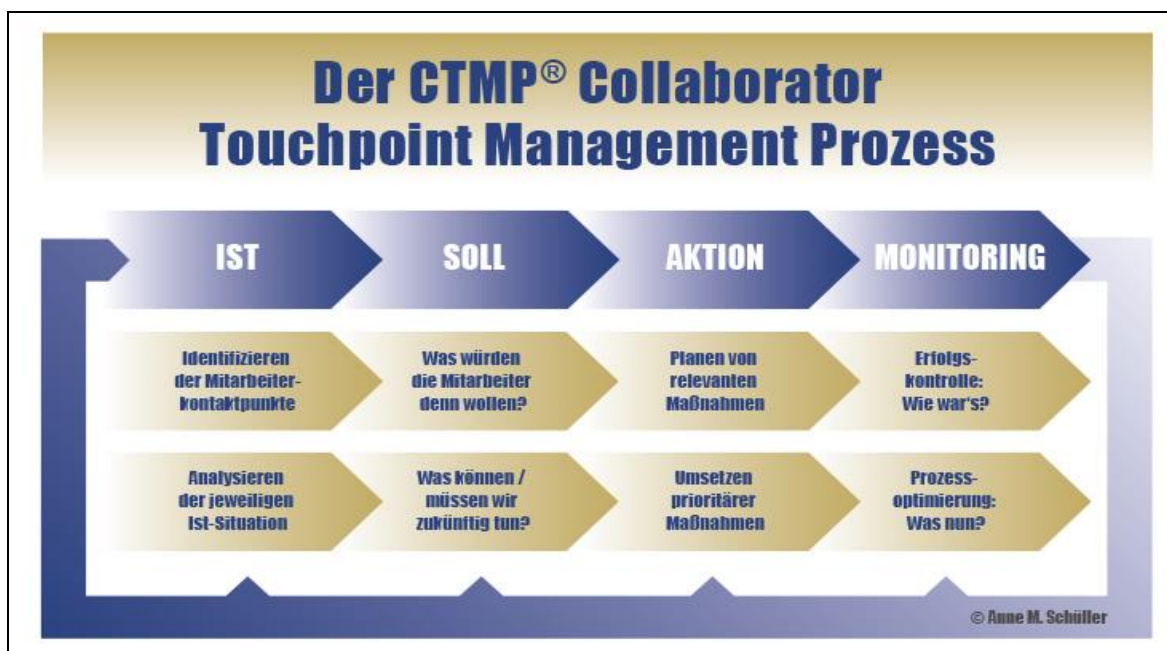 Der CTMP® Collaborator
Touchpoint Management Prozess
IST
SOLL
AKTION
MONITORING
Identifizieren
der Mitarbeiter-
kontaktpunkte
Was würden
die Mitarbeiter
denn wollen?
Planen von
relevanten
Maßnahmen
Erfolgs-
kontrolle:
Wie war's?
Analysieren
der jeweiligen
Ist-Situation
Was können /
müssen wir
zukünftig tun?
Umsetzen
prioritärer
Maßnahmen
Prozess-
optimierung:
Was nun?
© Anne M. Schüller